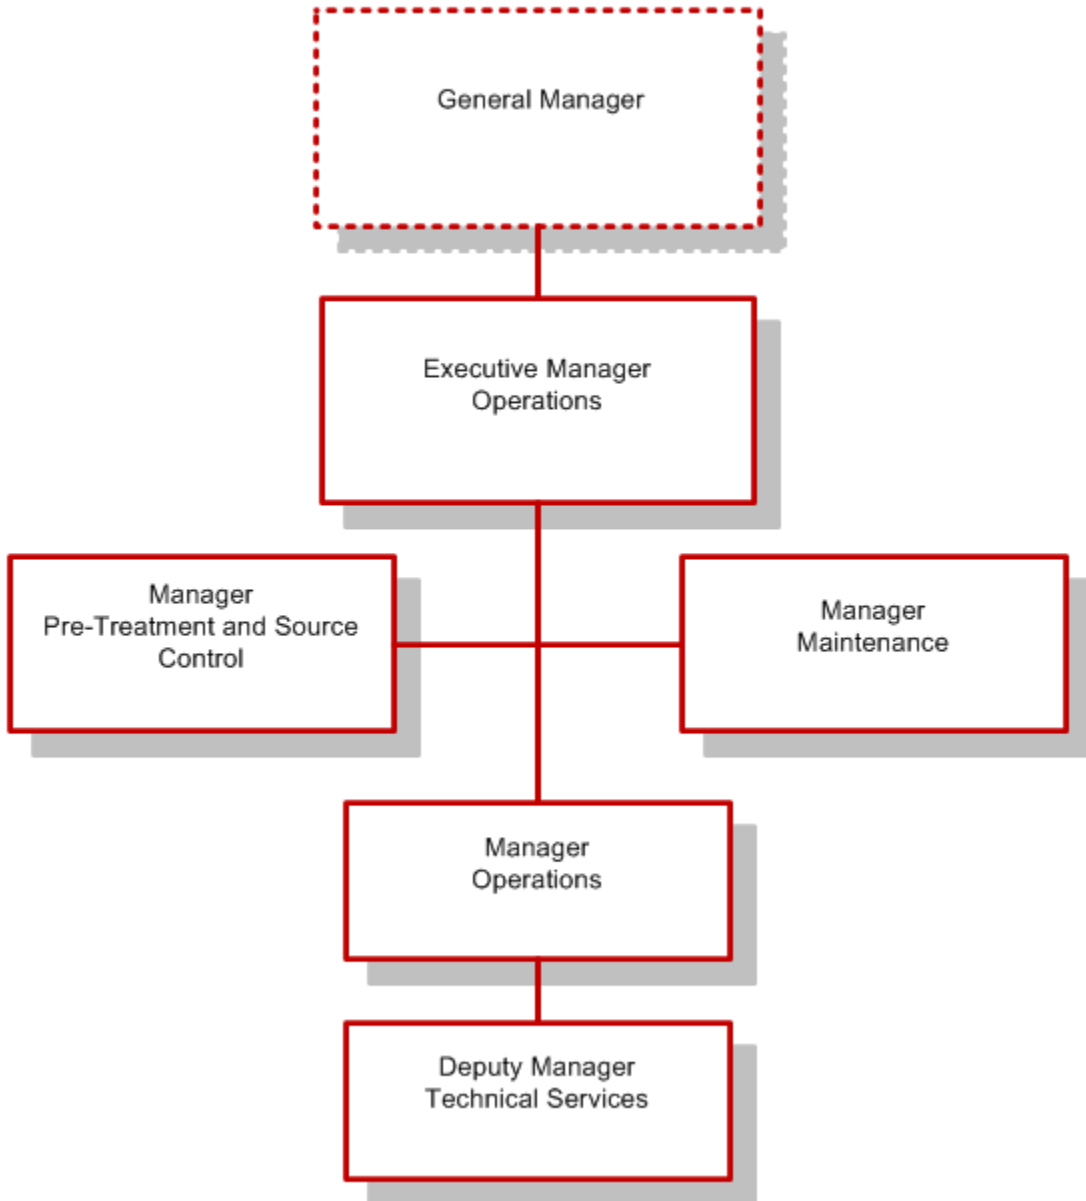 General Manager
Executive Manager
Operations
Manager
Pre-Treatment and Source
Control
Manager
Maintenance
Manager
Operations
Deputy Manager
Technical Services